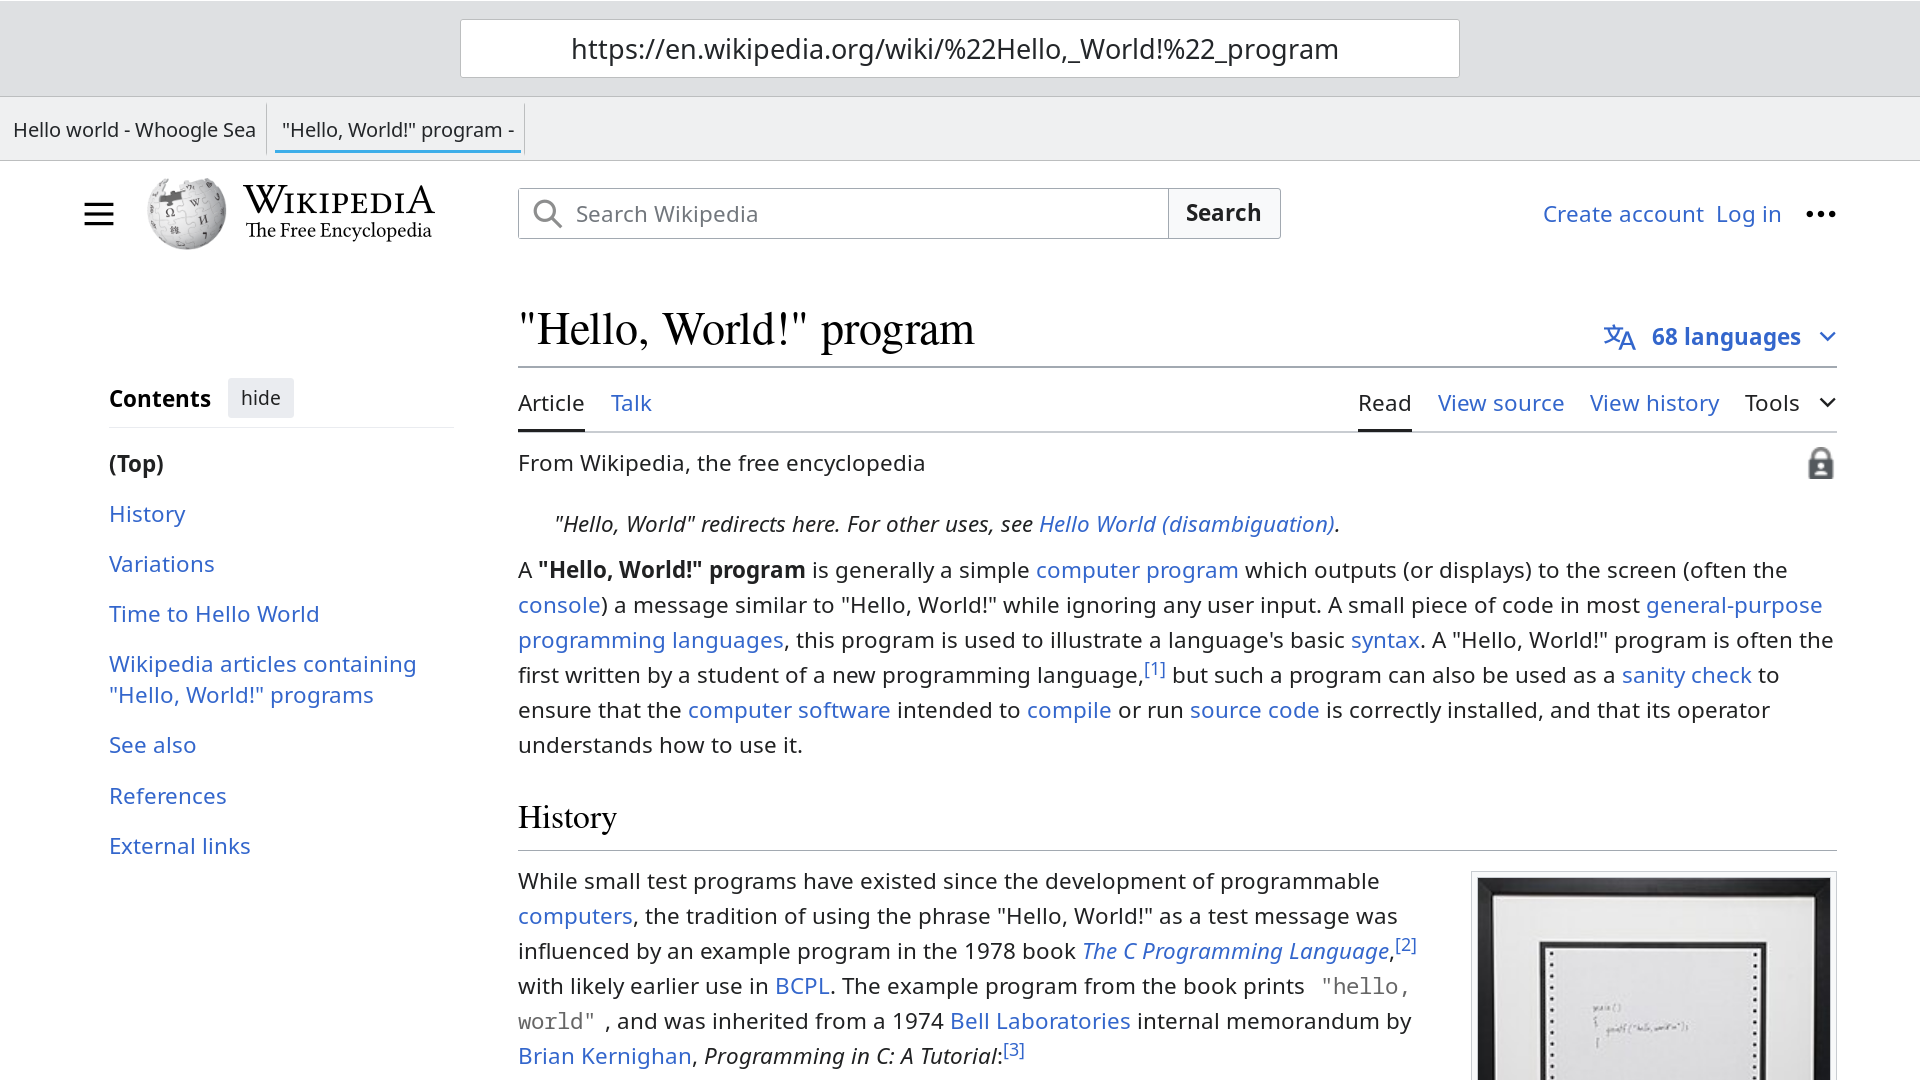 https://en.wikipedia.org/wiki/%22Hello,_World!%22_program
Hello world - Whoogle Sea
"Hello, World!" program -
WIKIPEDIA
The Free Encyclopedia
Search Wikipedia
Search
Create account
Log in
"Hello, World!" program
68 languages
Contents
hide
(Top)
History
Variations
Time to Hello World
Wikipedia articles containing
"Hello, World!" programs
See also
References
External links
Article
Talk
Read
View source
View history
Tools
From Wikipedia, the free encyclopedia
"Hello, World" redirects here. For other uses, see Hello World (disambiguation).
A "Hello, World!" program is generally a simple computer program which outputs (or displays) to the screen (often the
console) a message similar to "Hello, World!" while ignoring any user input. A small piece of code in most general-purpose
programming languages, this program is used to illustrate a language's basic syntax. A "Hello, World!" program is often the
first written by a student of a new programming language,[1] but such a program can also be used as a sanity check to
ensure that the computer software intended to compile or run source code is correctly installed, and that its operator
understands how to use it.
History
While small test programs have existed since the development of programmable
computers, the tradition of using the phrase "Hello, World!" as a test message was
influenced by an example program in the 1978 book The C Programming Language,[2]
with likely earlier use in BCPL. The example program from the book prints "hello,
world" , and was inherited from a 1974 Bell Laboratories internal memorandum by
Brian Kernighan, Programming in C: A Tutorial:[3]
main()
{